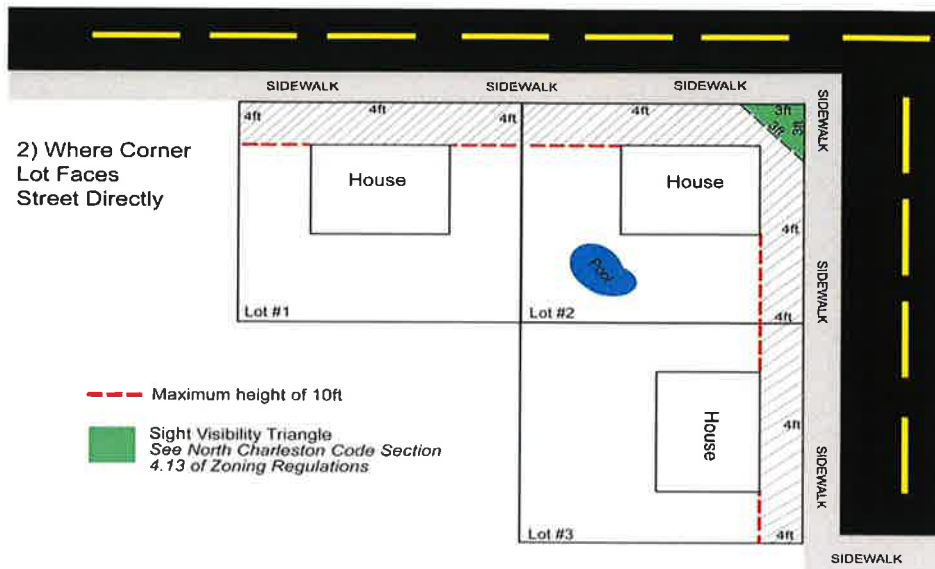 SIDEWALK
SIDEWALK
SIDEWALK
SIDEWALK
4ft
4ft
4ft
4ft
3ft
3ft
3ft
2) Where Corner
Lot Faces
Street Directly
House
House
4ft
Pool
SIDEWALK
Lot #1
Lot #2
4ft
Maximum height of 10ft
Sight Visibility Triangle
See North Charleston Code Section
4.13 of Zoning Regulations
House
4ft
SIDEWALK
Lot #3
4ft
SIDEWALK